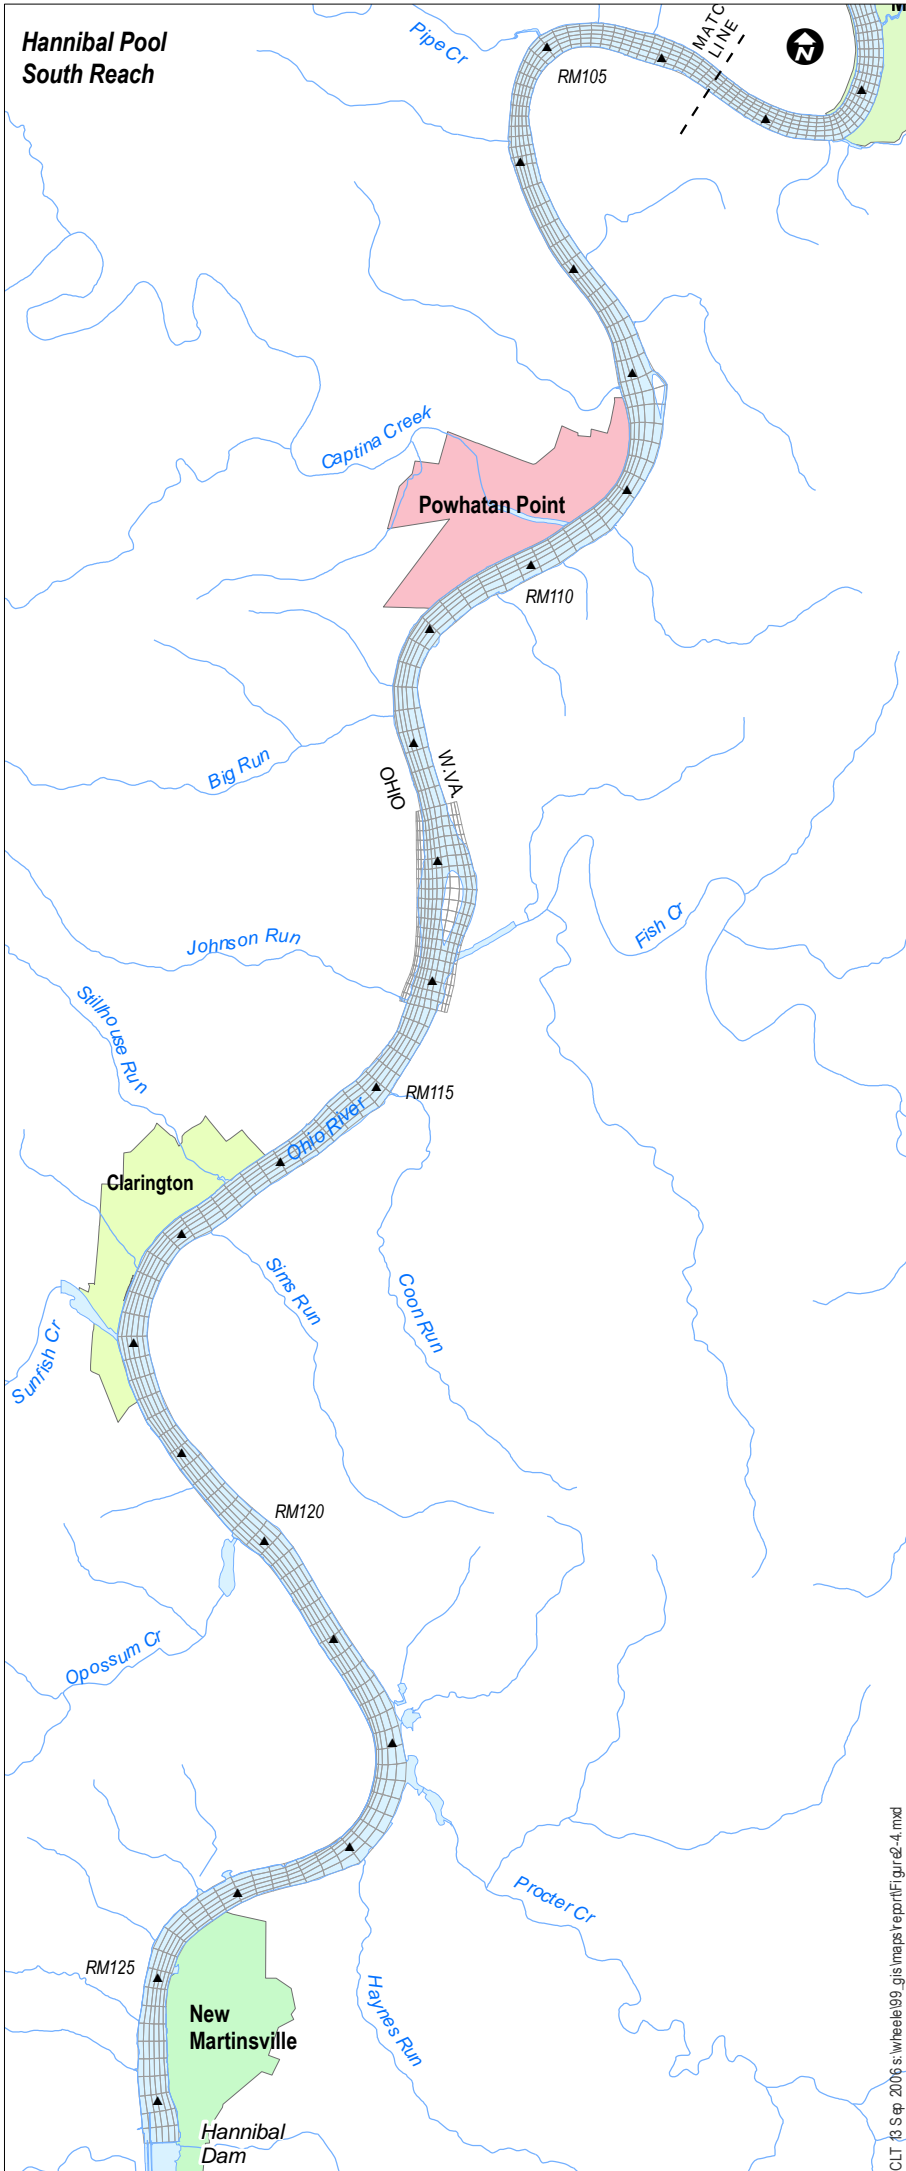 Hannibal Pool
South Reach
Pipe Cr
MATC
LINE
N
M
RM105
Captina Creek
Powhatan Point
RM110
Big Run
OHIO
W.VA
Johnson Run
Fish Cr
Stillhouse Run
RM115
Ohio River
Clarington
Sims Run
Coon Run
Sunfish Cr
RM120
Opossum Cr
Procter Cr
RM125
Haynes Run
New
Martinsville
Hannibal
Dam
CLT 13 Sep 2006 s:\wheele\99_gis\maps\report\Figure2-4.mxd